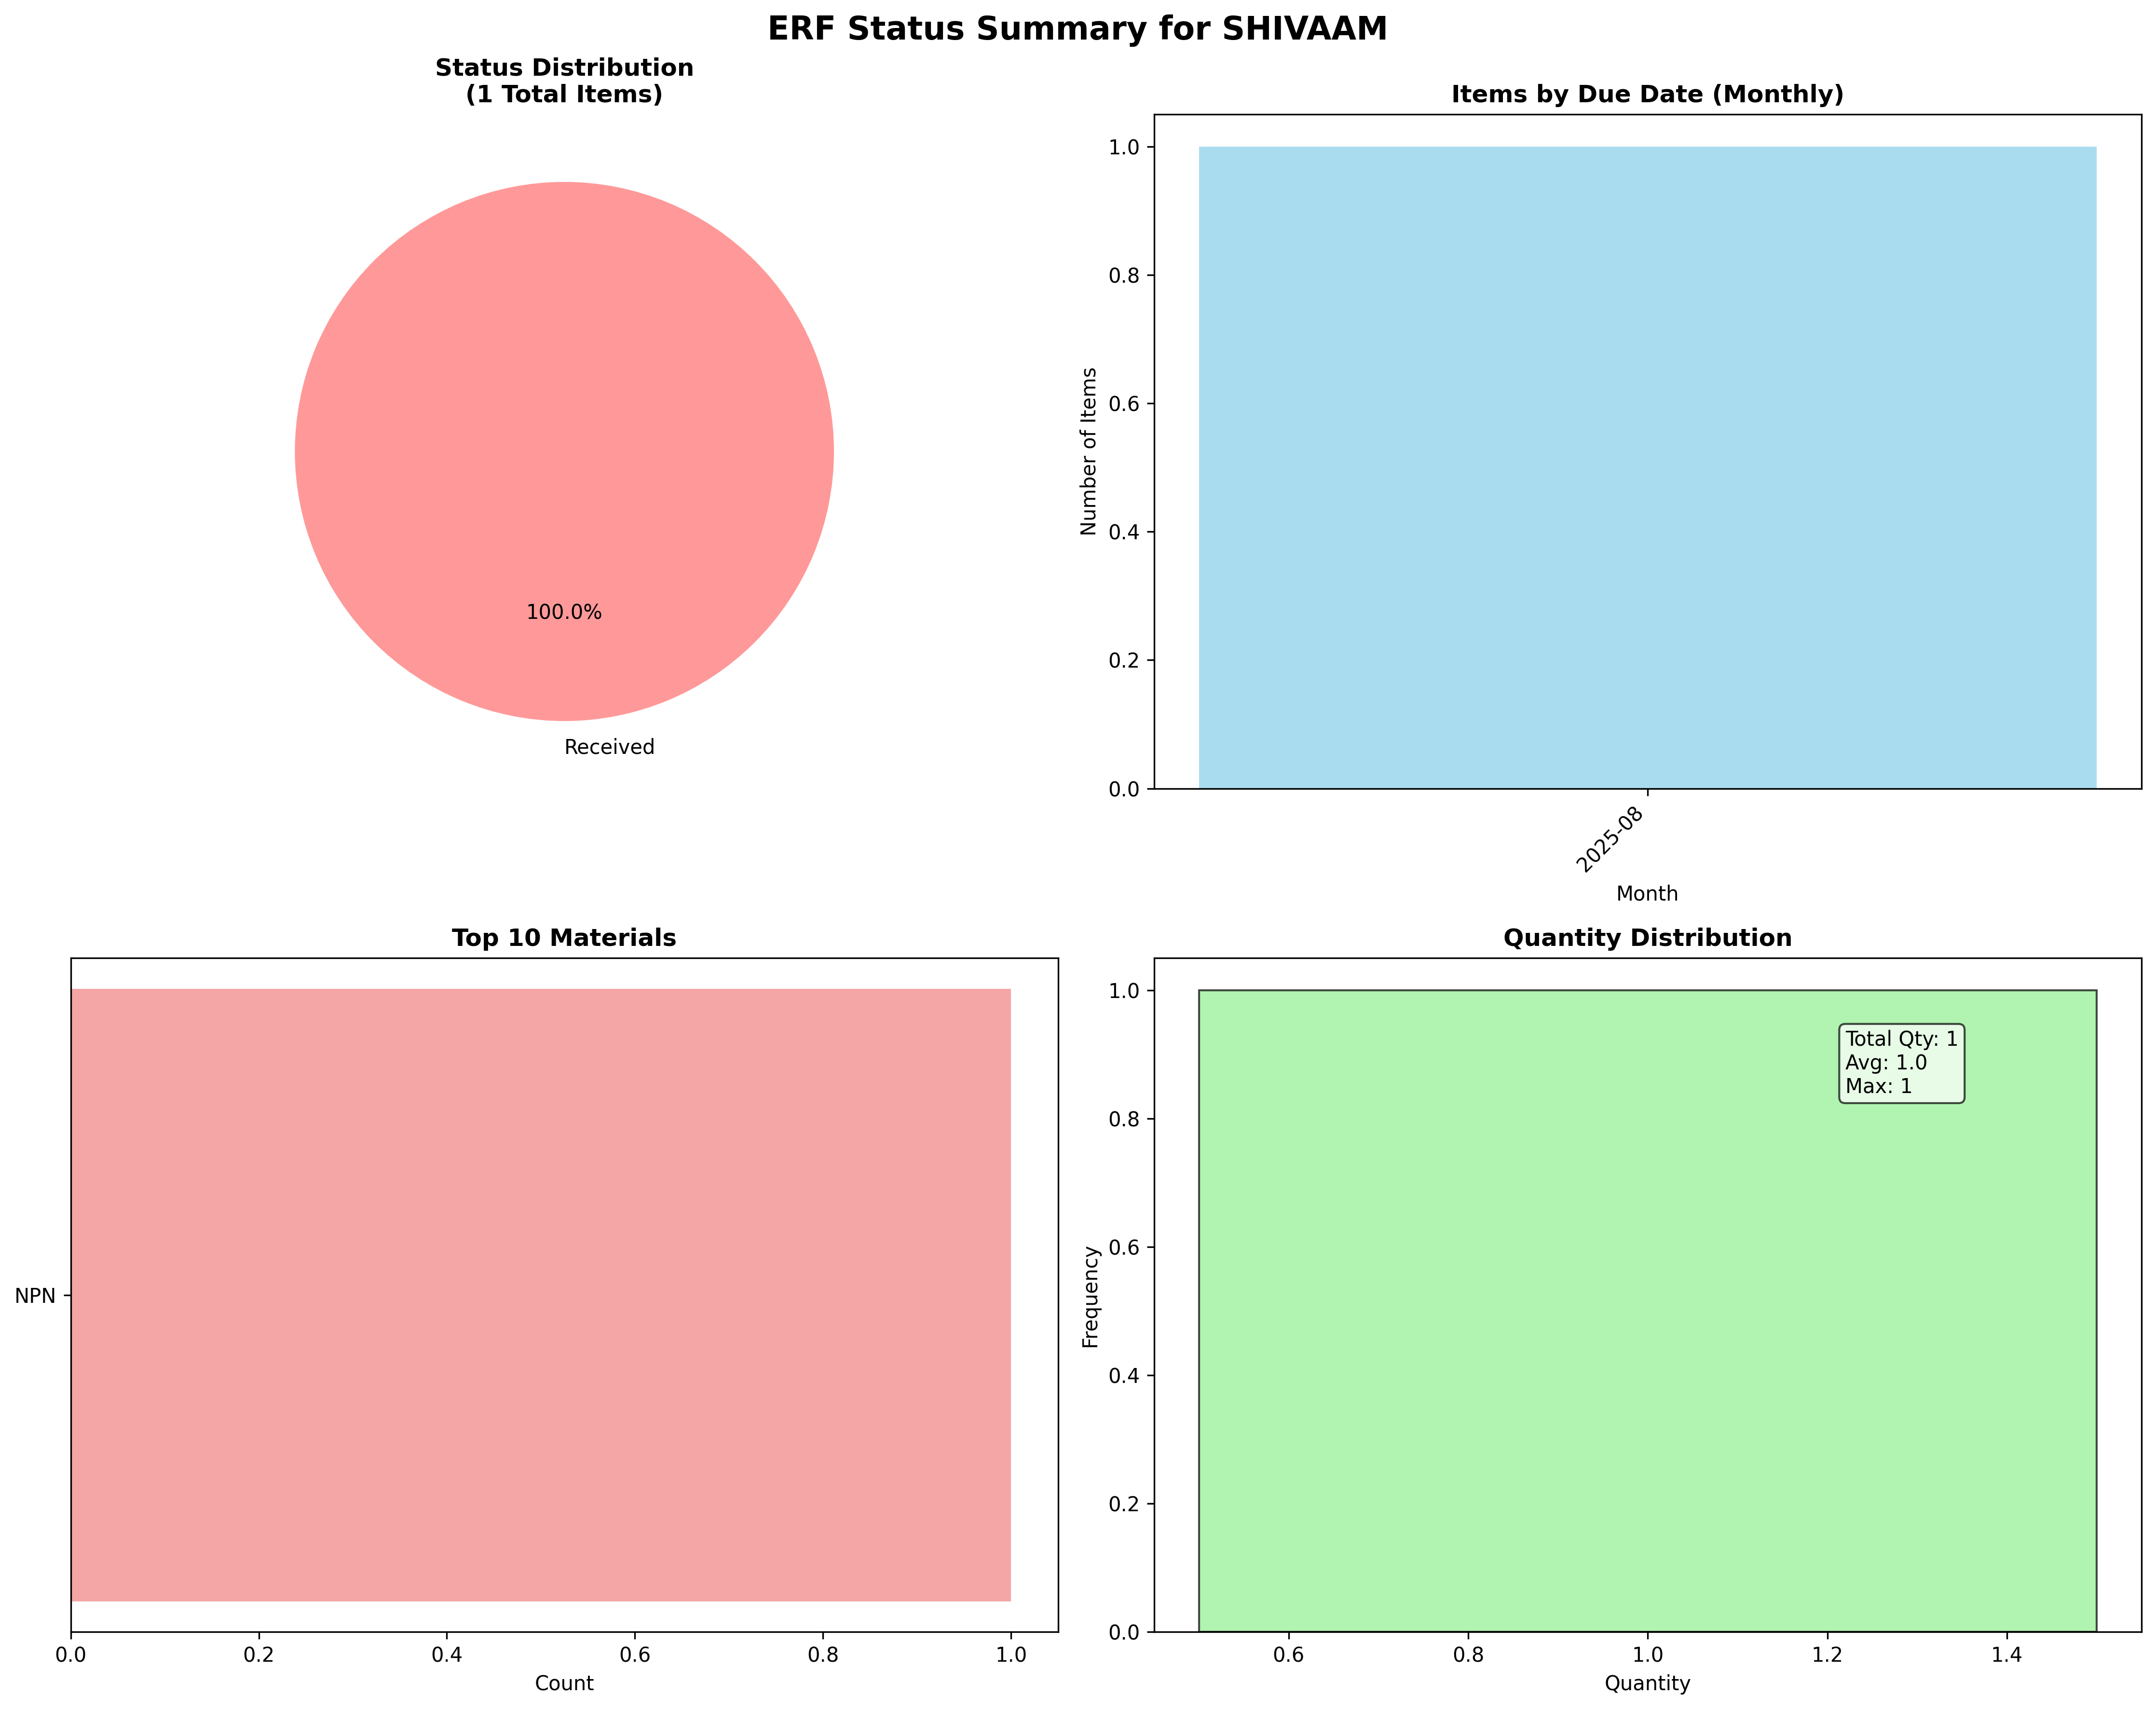 ERF Status Summary for SHIVAAM
Status Distribution
(1 Total Items)
100.0%
Received
Items by Due Date (Monthly)
Number of Items
1.0
0.8
0.6
0.4
0.2
0.0
2025-08
Month
Top 10 Materials
NPN
0.0 0.2 0.4 0.6 0.8 1.0
Count
Quantity Distribution
Frequency
1.0
0.8
0.6
0.4
0.2
0.0
Total Qty: 1
Avg: 1.0
Max: 1
0.6 0.8 1.0 1.2 1.4
Quantity